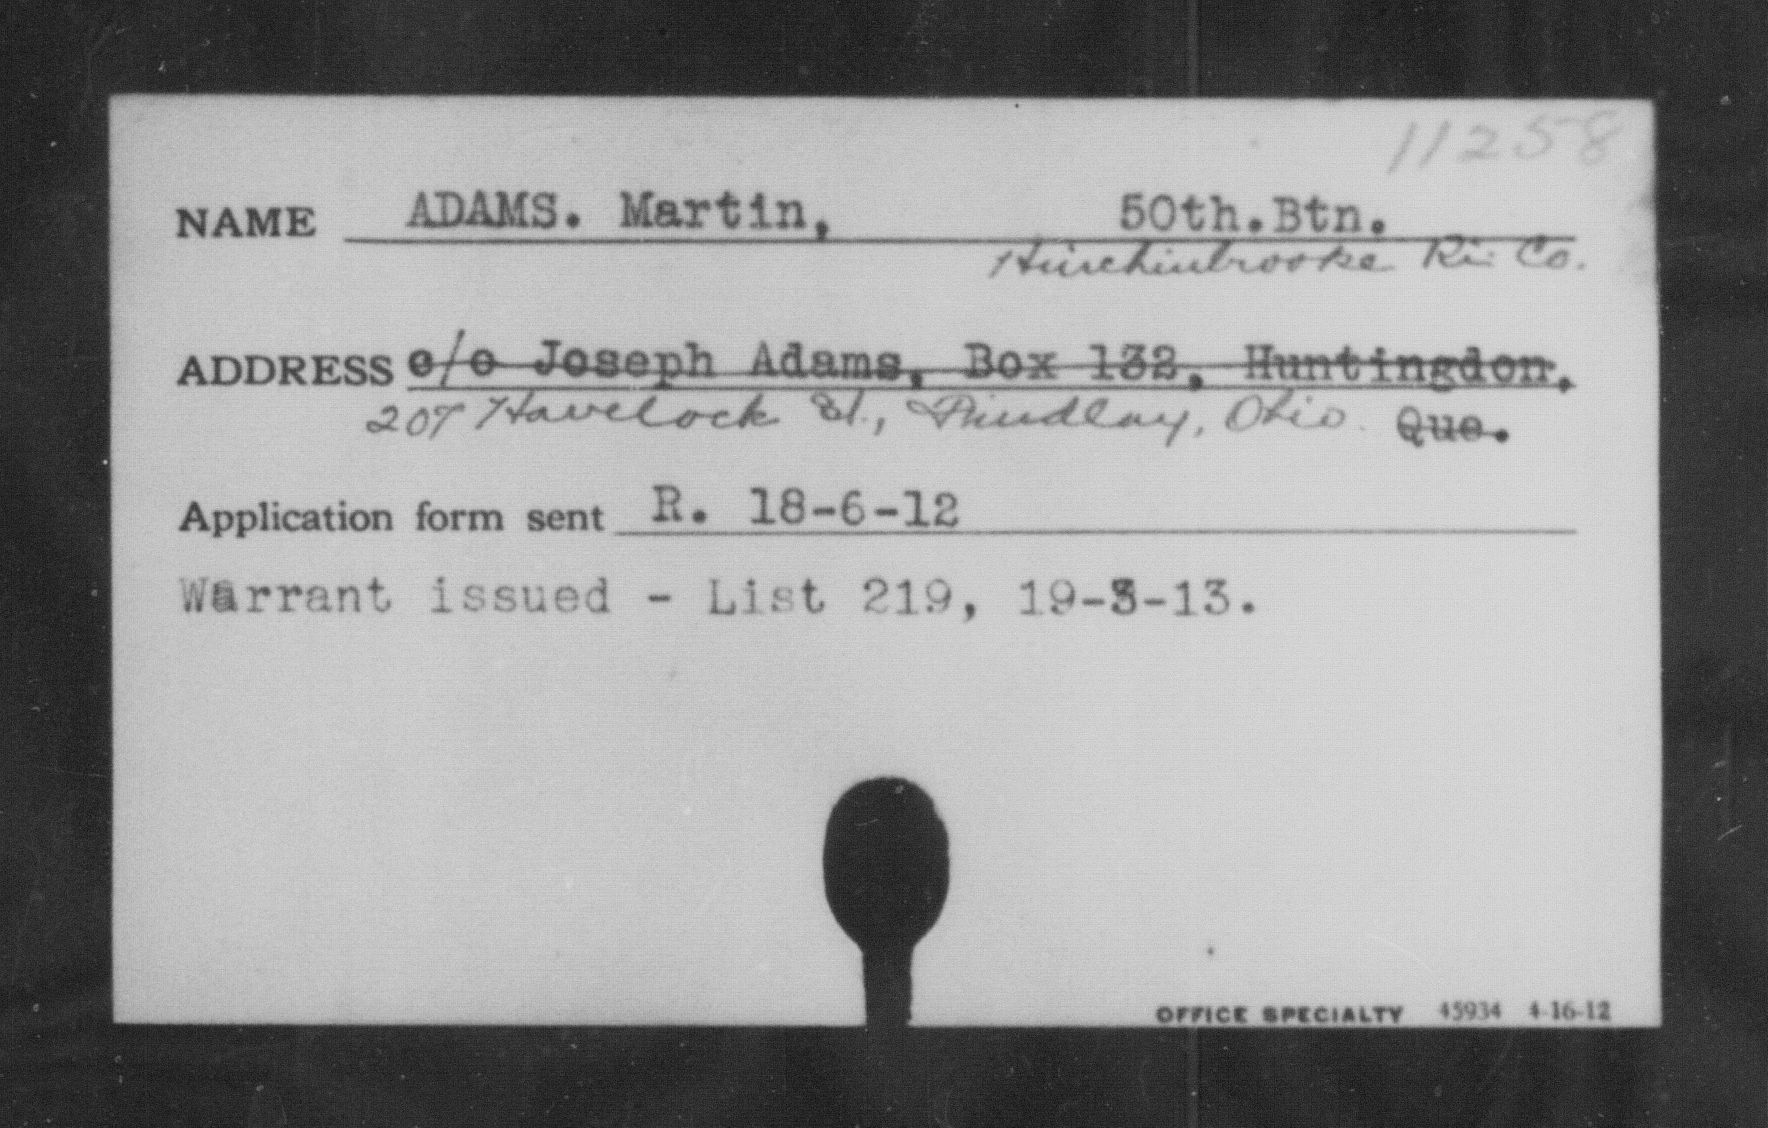 11258
NAME ADAMS. Martin, 50th.Btn.
Hinchinbrooke Ri. Co.
ADDRESS c/o Joseph Adams, Box 132, Huntingdon,
207 Havelock St., Findlay, Ohio. Que.
Application form sent R. 18-6-12
Warrant issued - List 219, 19-3-13.
OFFICE SPECIALTY 45934 4-16-12